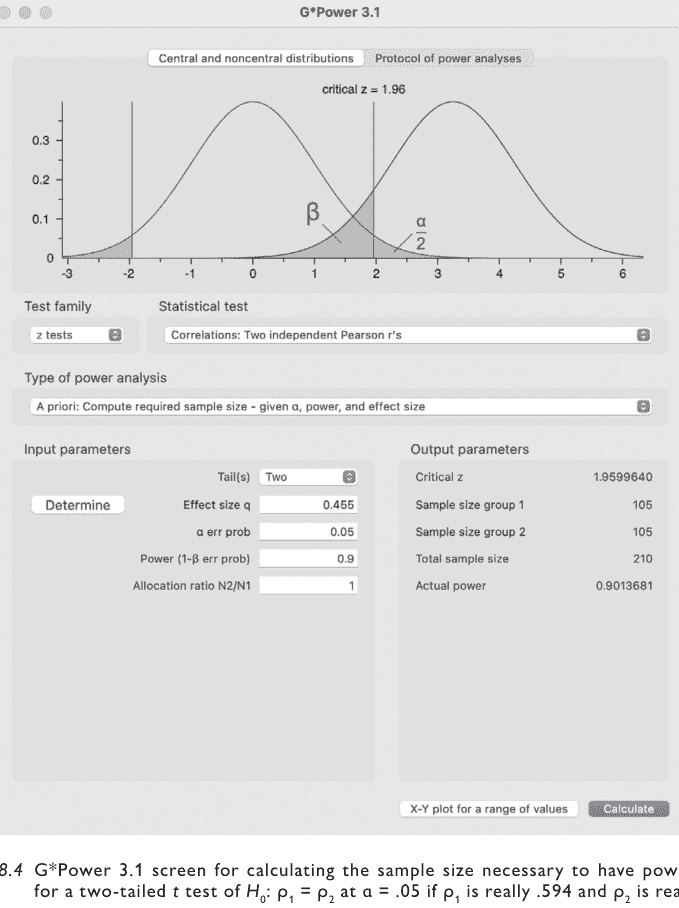 G*Power 3.1
Central and noncentral distributions Protocol of power analyses
critical z = 1.96
0.3
0.2
0.1
0
β
α
2
-3 -2 -1 0 1 2 3 4 5 6
Test family Statistical test
z tests Correlations: Two independent Pearson r's
Type of power analysis
A priori: Compute required sample size - given α, power, and effect size
Input parameters Output parameters
Tail(s) Two Critical z 1.9599640
Determine Effect size q 0.455 Sample size group 1 105
α err prob 0.05 Sample size group 2 105
Power (1-β err prob) 0.9 Total sample size 210
Allocation ratio N2/N1 1 Actual power 0.9013681
X-Y plot for a range of values Calculate
8.4 G*Power 3.1 screen for calculating the sample size necessary to have
for a two-tailed t test of H₀: ρ₁ = ρ₂ at α = .05 if ρ₁ is really .594 and ρ₂ is